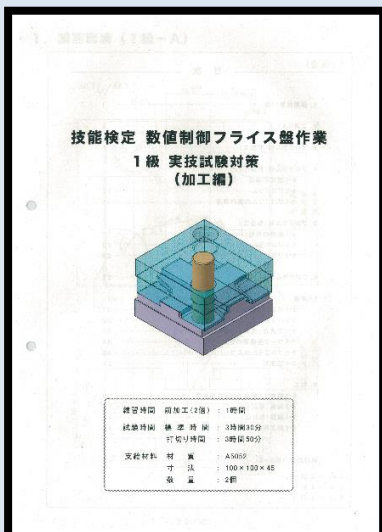 技能検定 数値制御フライス盤作業
1級 実技試験対策
(加工編)
練習時間 前加工(2個) : 1時間
試験時間 標準時間 : 3時間30分
打切り時間 : 3時間50分
支給材料 材質 : A5052
寸法 : 100×100×45
数量 : 2個